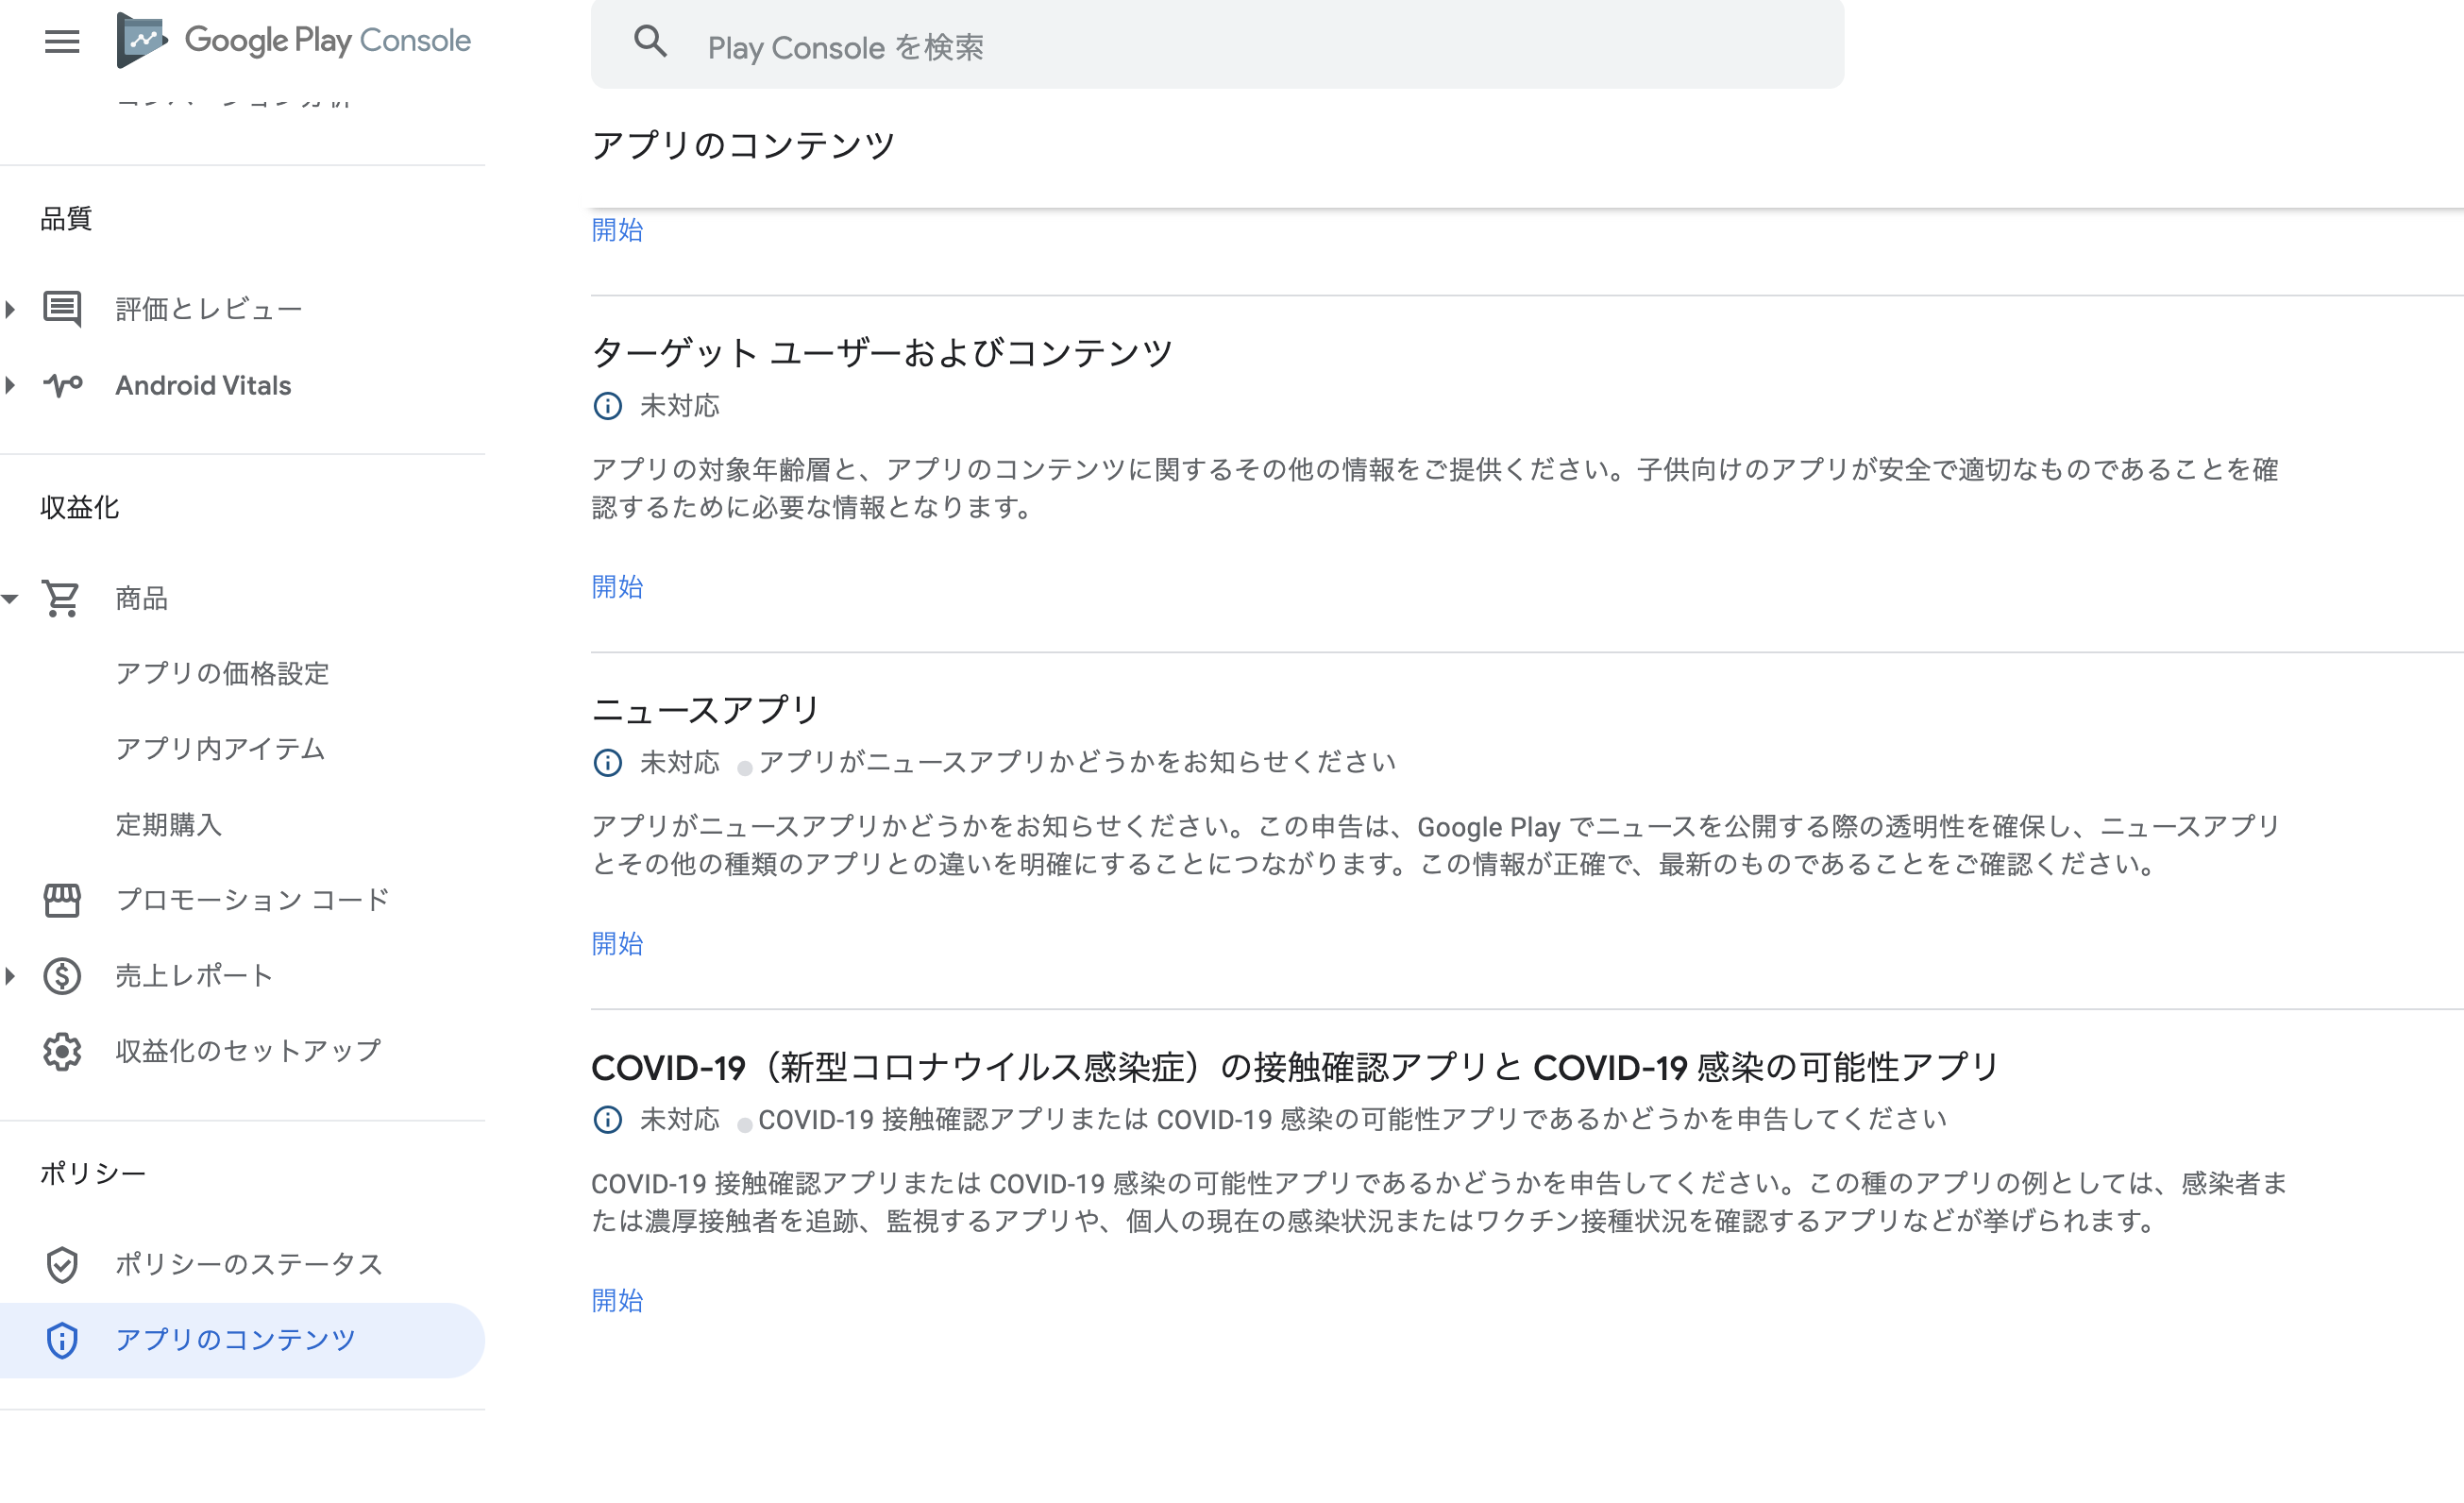 Google Play Console
Play Console を検索
アプリのコンテンツ
品質
評価とレビュー
Android Vitals
収益化
商品
アプリの価格設定
アプリ内アイテム
定期購入
プロモーション コード
売上レポート
収益化のセットアップ
ポリシー
ポリシーのステータス
アプリのコンテンツ
開始
ターゲット ユーザーおよびコンテンツ
未対応
アプリの対象年齢層と、アプリのコンテンツに関するその他の情報をご提供ください。子供向けのアプリが安全で適切なものであることを確
認するために必要な情報となります。
開始
ニュースアプリ
未対応 ● アプリがニュースアプリかどうかをお知らせください
アプリがニュースアプリかどうかをお知らせください。この申告は、Google Play でニュースを公開する際の透明性を確保し、ニュースアプリ
とその他の種類のアプリとの違いを明確にすることにつながります。この情報が正確で、最新のものであることをご確認ください。
開始
COVID-19（新型コロナウイルス感染症）の接触確認アプリと COVID-19 感染の可能性アプリ
未対応 ● COVID-19 接触確認アプリまたは COVID-19 感染の可能性アプリであるかどうかを申告してください
COVID-19 接触確認アプリまたは COVID-19 感染の可能性アプリであるかどうかを申告してください。この種のアプリの例としては、感染者ま
たは濃厚接触者を追跡、監視するアプリや、個人の現在の感染状況またはワクチン接種状況を確認するアプリなどが挙げられます。
開始